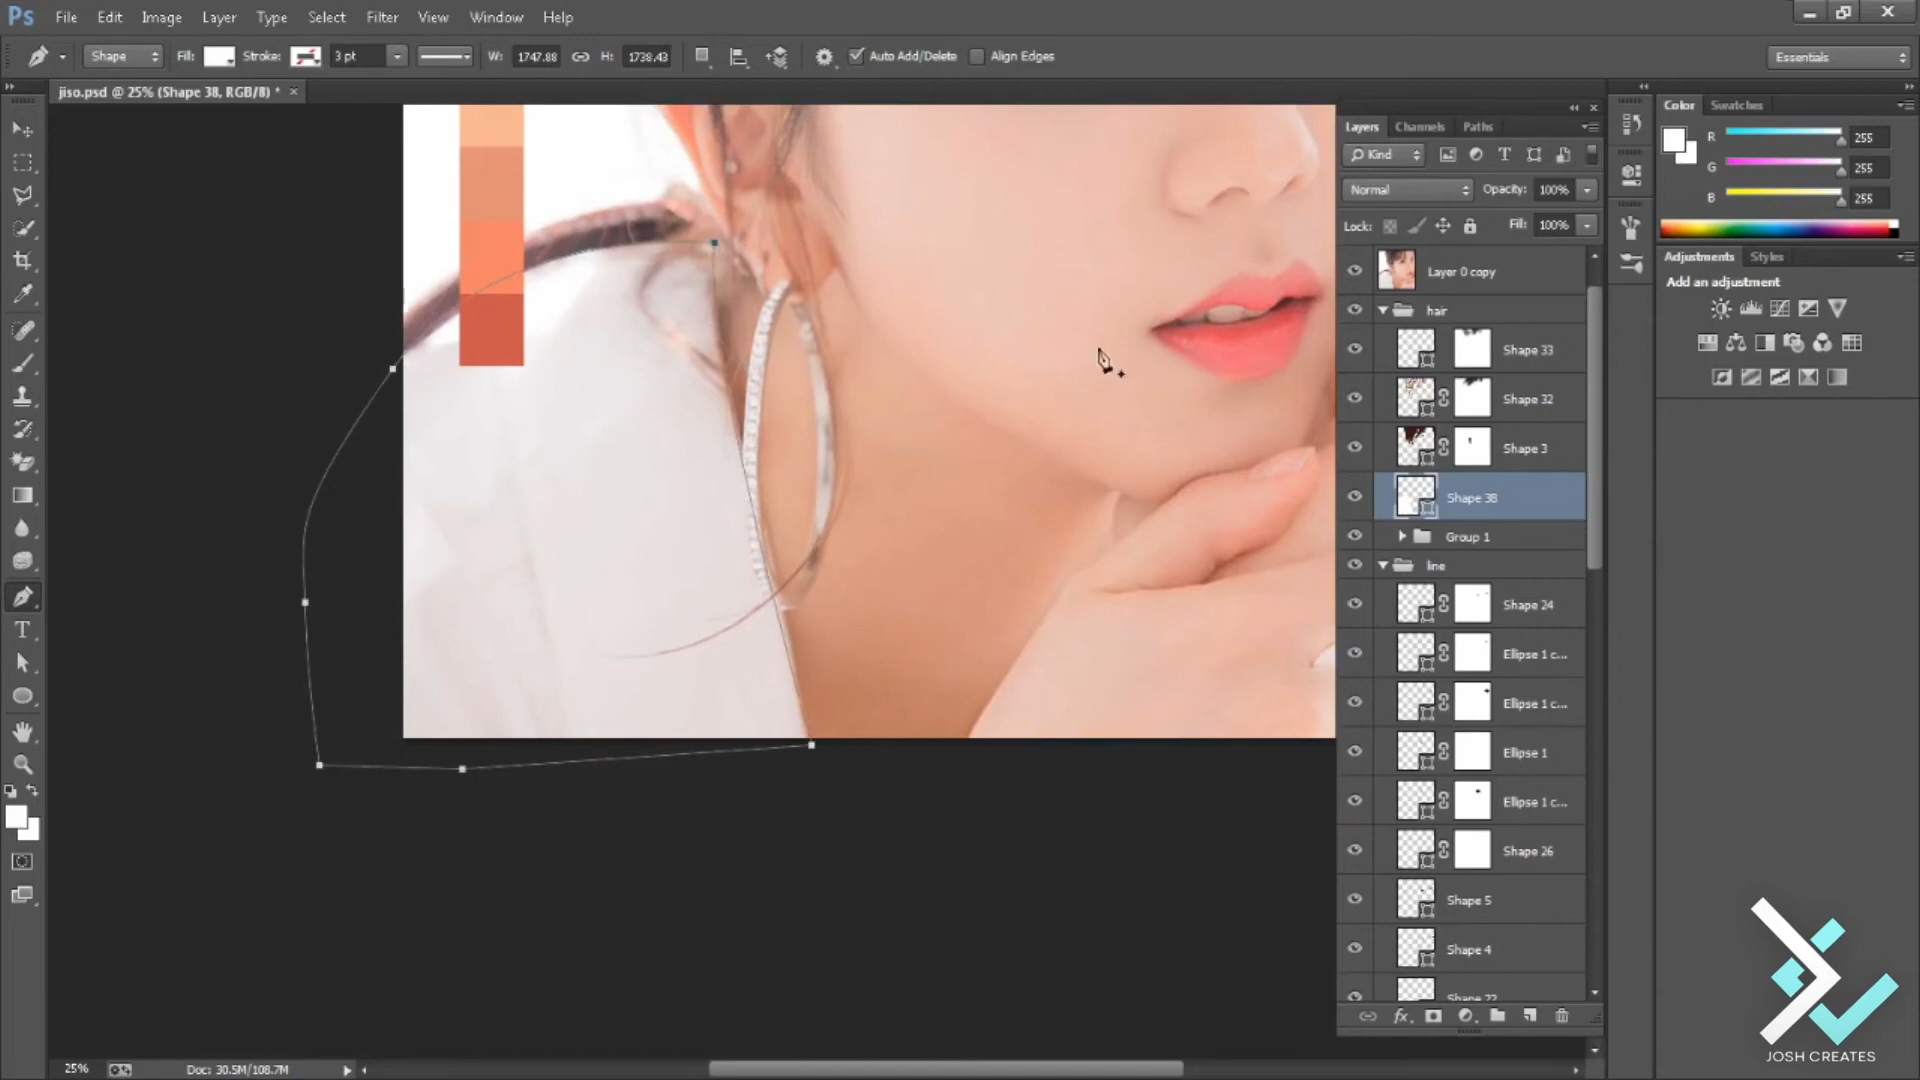 Ps File Edit Image Layer Type Select Filter View Window Help
Shape Fill: Stroke: 3 pt W: 1747.88 H: 1738.43 Auto Add/Delete Align Edges Essentials
jiso.psd @ 25% (Shape 38, RGB/8) *
Layers Channels Paths
Kind
Normal Opacity: 100%
Lock: Fill: 100%
Layer 0 copy
hair
Shape 33
Shape 32
Shape 3
Shape 38
Group 1
line
Shape 24
Ellipse 1 c...
Ellipse 1 c...
Ellipse 1
Ellipse 1 c...
Shape 26
Shape 5
Shape 4
Shape 22
Color Swatches
R 255
G 255
B 255
Adjustments Styles
Add an adjustment
25% Doc: 30.5M/108.7M
JOSH CREATES